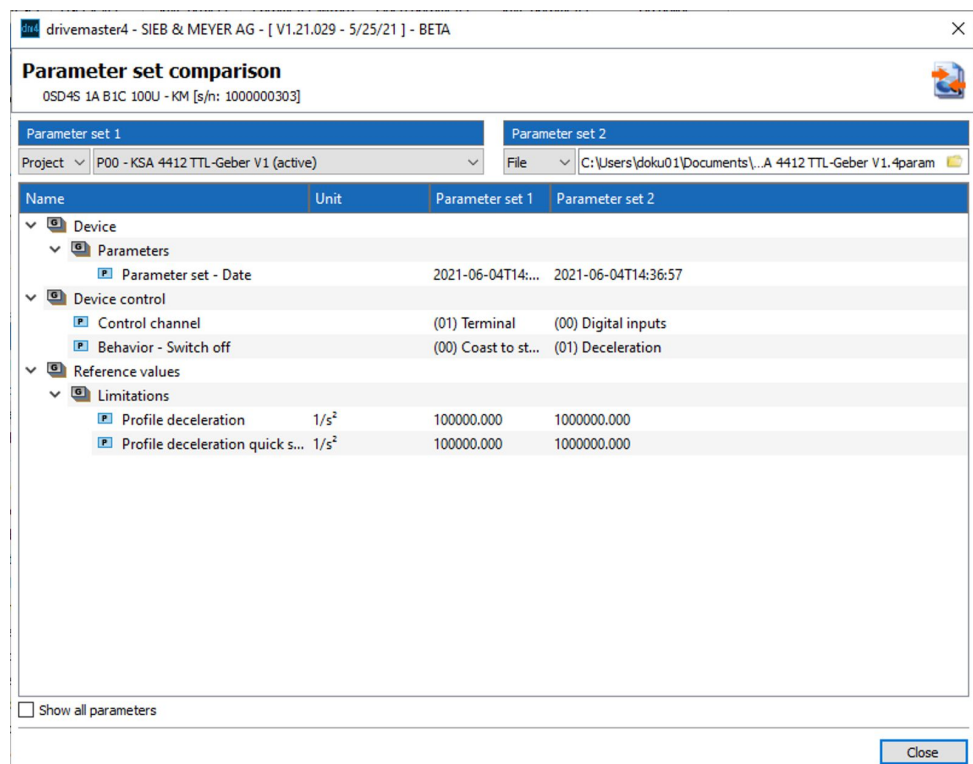 drivemaster4 - SIEB & MEYER AG - [ V1.21.029 - 5/25/21 ] - BETA
Parameter set comparison
0SD4S 1A B1C 100U - KM [s/n: 1000000303]
Parameter set 1 Parameter set 2
Project P00 - KSA 4412 TTL-Geber V1 (active) File C:\Users\doku01\Documents\...A 4412 TTL-Geber V1.4param
Name Unit Parameter set 1 Parameter set 2
G Device
G Parameters
P Parameter set - Date 2021-06-04T14:... 2021-06-04T14:36:57
G Device control
P Control channel (01) Terminal (00) Digital inputs
P Behavior - Switch off (00) Coast to st... (01) Deceleration
G Reference values
G Limitations
P Profile deceleration 1/s² 100000.000 1000000.000
P Profile deceleration quick s... 1/s² 100000.000 1000000.000
Show all parameters
Close